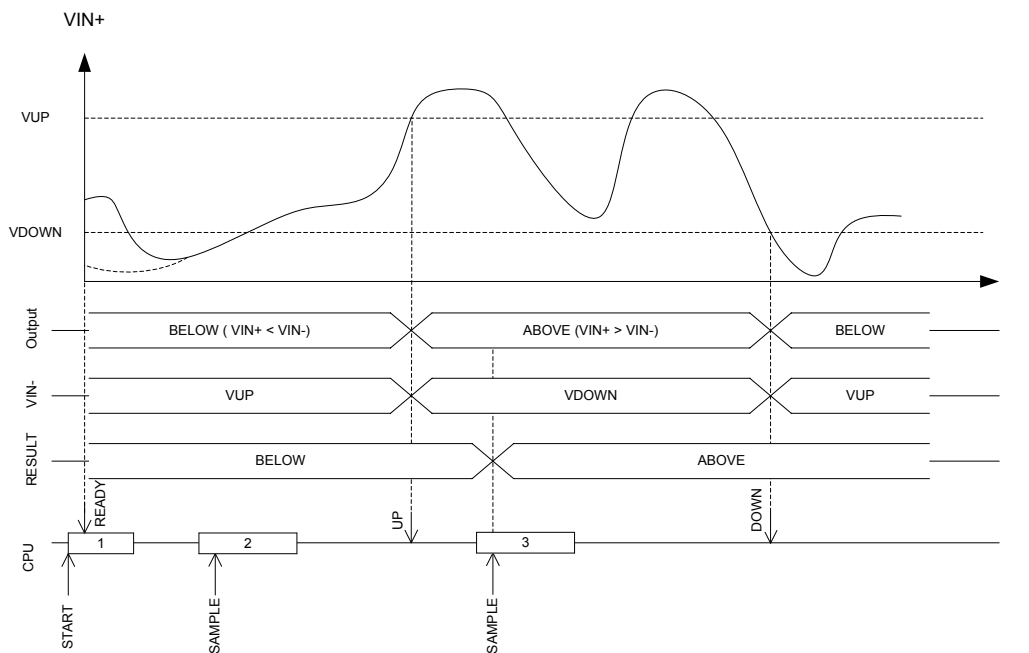 VIN+
VUP
VDOWN
Output
BELOW ( VIN+ < VIN-)
ABOVE (VIN+ > VIN-)
BELOW
VIN-
VUP
VDOWN
VUP
RESULT
BELOW
ABOVE
READY
UP
DOWN
CPU
1
2
3
START
SAMPLE
SAMPLE